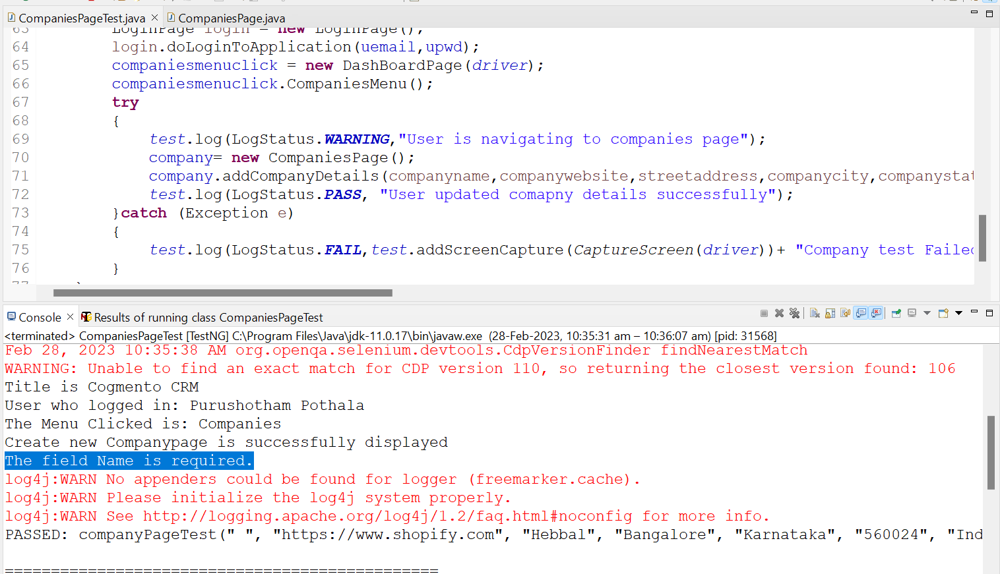 CompaniesPageTest.java CompaniesPage.java
63 LoginPage login = new LoginPage();
64 login.doLoginToApplication(uemail,upwd);
65 companiesmenuclick = new DashBoardPage(driver);
66 companiesmenuclick.CompaniesMenu();
67 try
68 {
69 test.log(LogStatus.WARNING,"User is navigating to companies page");
70 company= new CompaniesPage();
71 company.addCompanyDetails(companyname,companywebsite,streetaddress,companycity,companystat
72 test.log(LogStatus.PASS, "User updated comapny details successfully");
73 }catch (Exception e)
74 {
75 test.log(LogStatus.FAIL,test.addScreenCapture(CaptureScreen(driver))+ "Company test Failed
76 }
77
Console Results of running class CompaniesPageTest
<terminated> CompaniesPageTest [TestNG] C:\Program Files\Java\jdk-11.0.17\bin\javaw.exe (28-Feb-2023, 10:35:31 am – 10:36:07 am) [pid: 31568]
Feb 28, 2023 10:35:38 AM org.openqa.selenium.devtools.CdpVersionFinder findNearestMatch
WARNING: Unable to find an exact match for CDP version 110, so returning the closest version found: 106
Title is Cogmento CRM
User who logged in: Purushotham Pothala
The Menu Clicked is: Companies
Create new Companypage is successfully displayed
The field Name is required.
log4j:WARN No appenders could be found for logger (freemarker.cache).
log4j:WARN Please initialize the log4j system properly.
log4j:WARN See http://logging.apache.org/log4j/1.2/faq.html#noconfig for more info.
PASSED: companyPageTest(" ", "https://www.shopify.com", "Hebbal", "Bangalore", "Karnataka", "560024", "Ind
===============================================